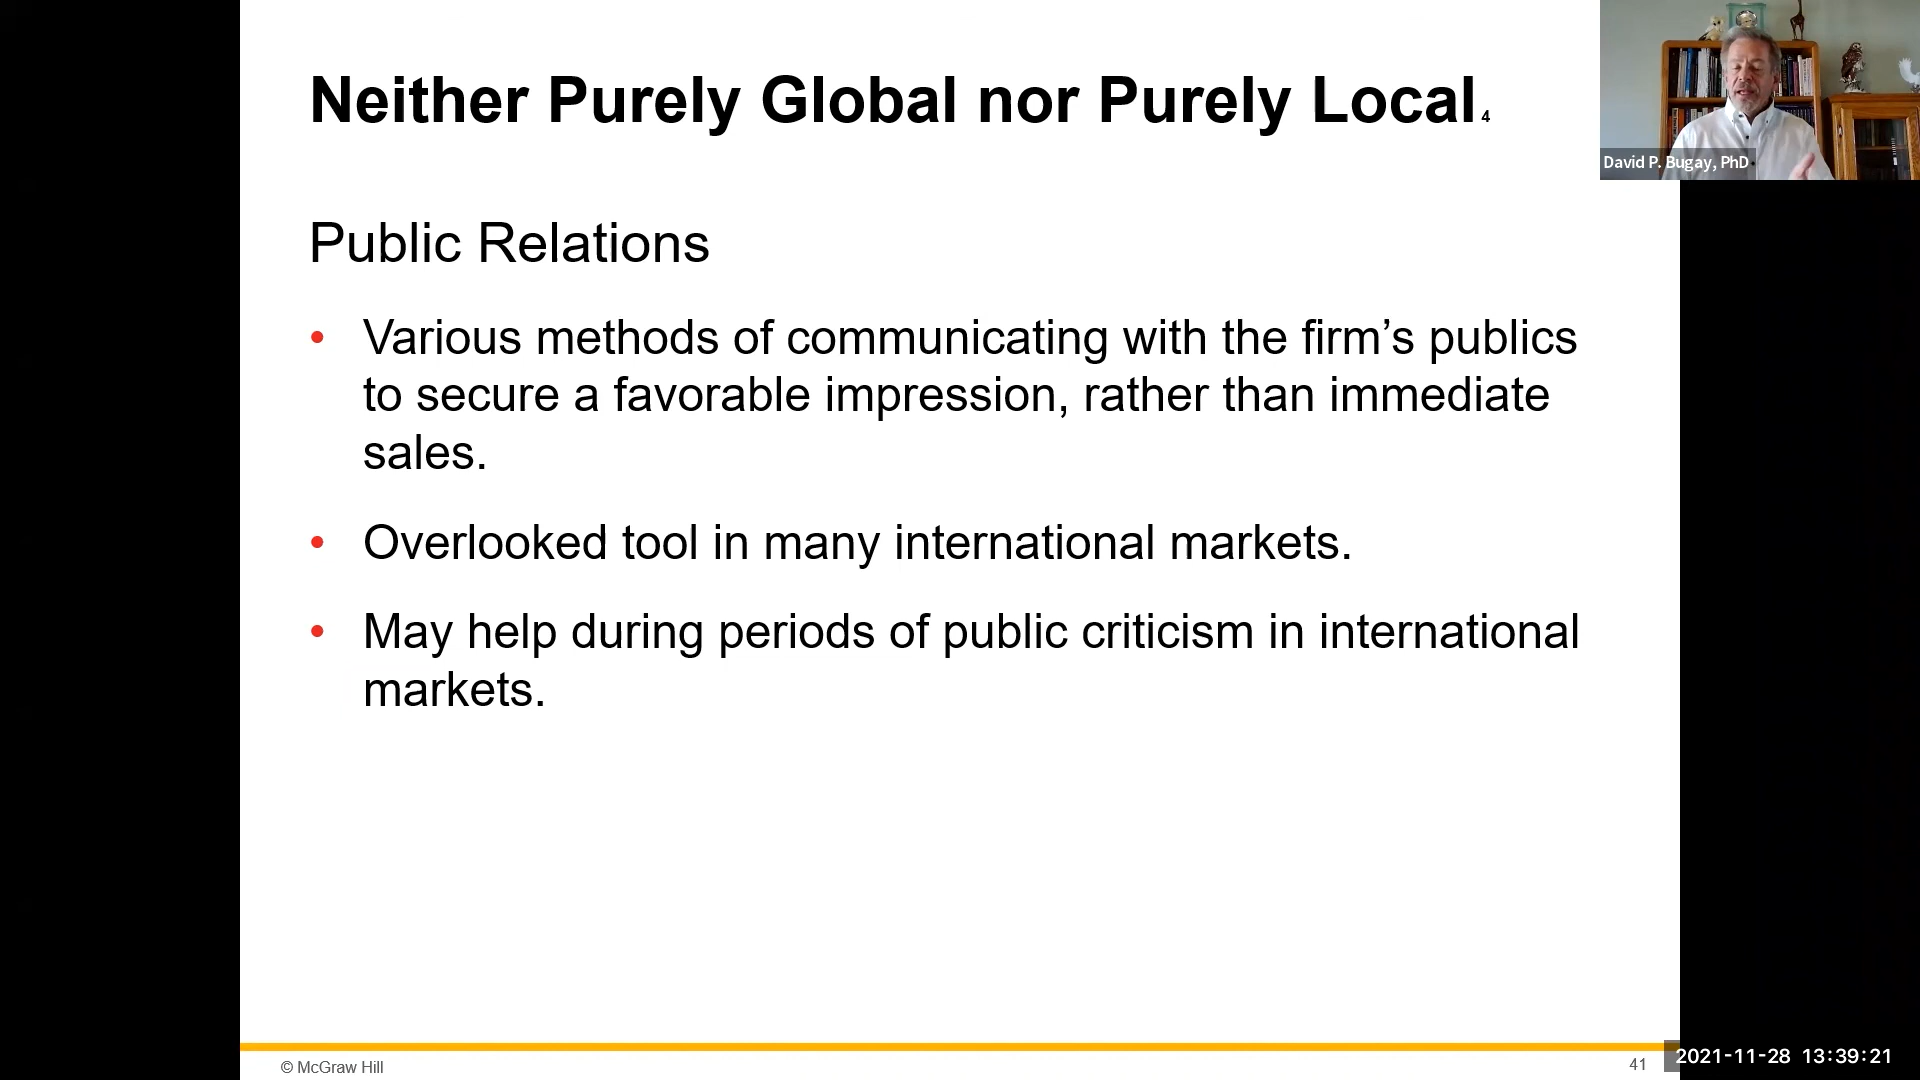 Neither Purely Global nor Purely Local 4
David P. Bugay, PhD
Public Relations
• Various methods of communicating with the firm’s publics
to secure a favorable impression, rather than immediate
sales.
• Overlooked tool in many international markets.
• May help during periods of public criticism in international
markets.
© McGraw Hill
41
2021-11-28 13:39:21